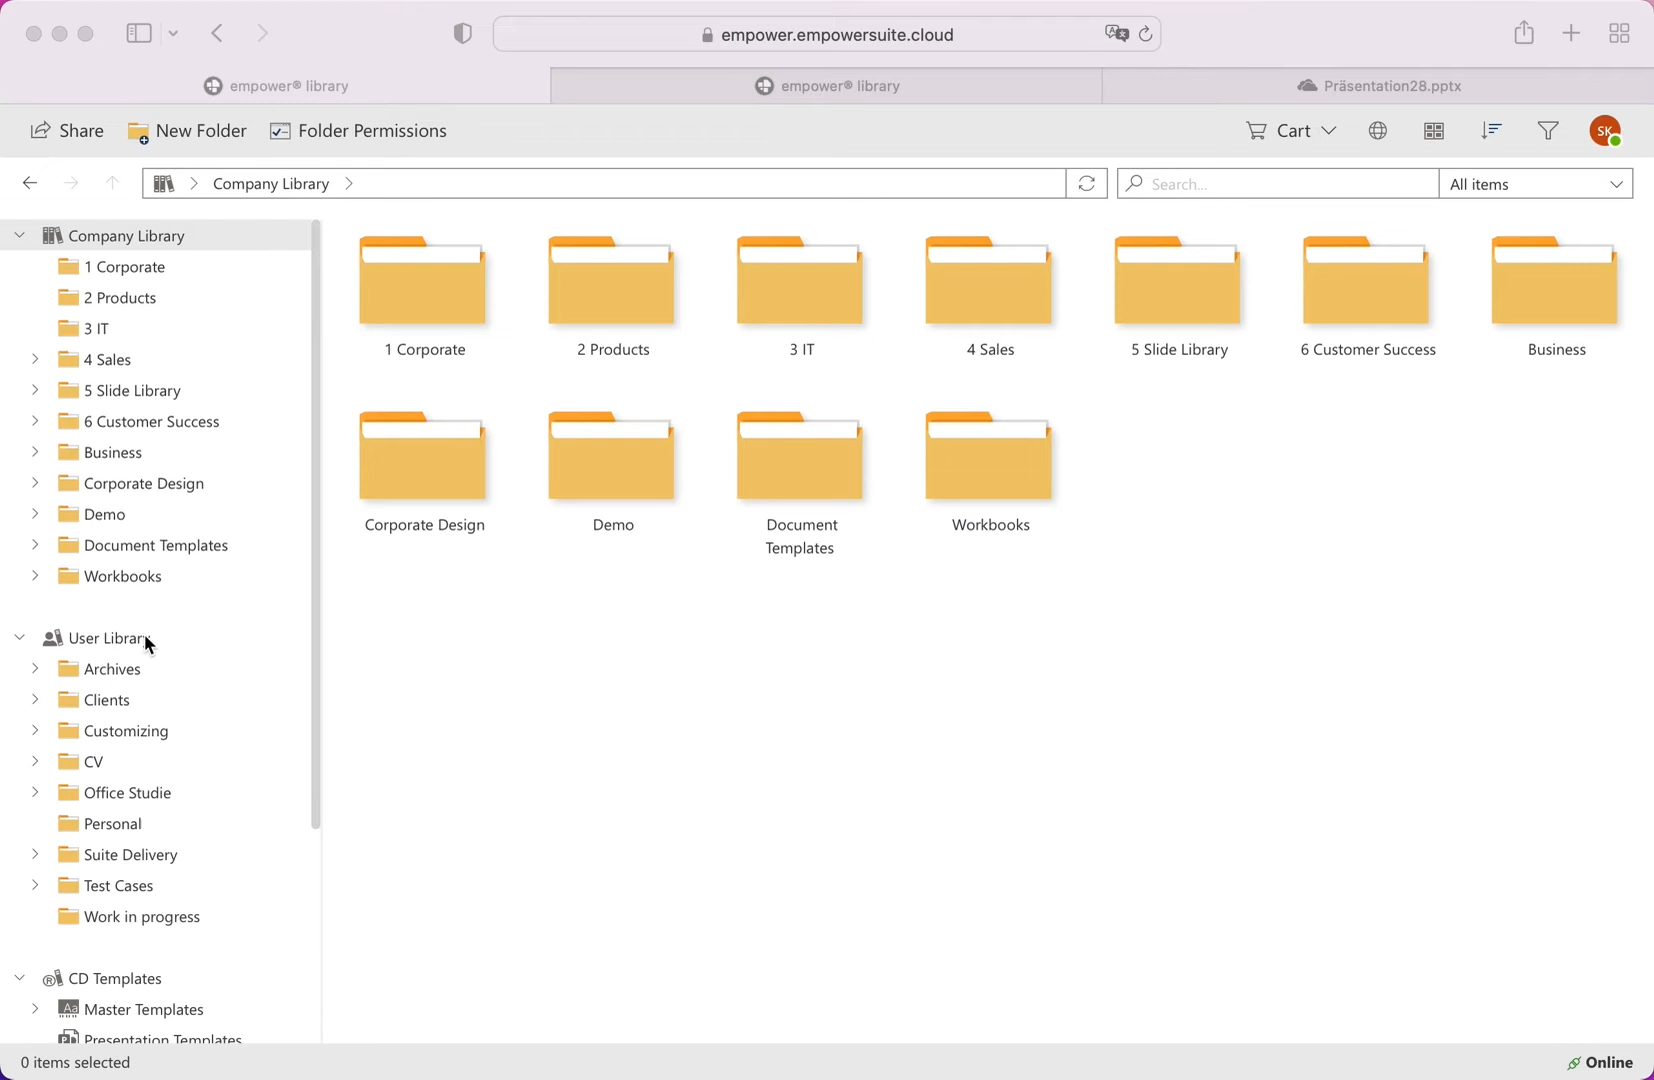 empower.empowersuite.cloud
empower® library
empower® library
Präsentation28.pptx
Share
New Folder
Folder Permissions
Cart
SK
Company Library
Search...
All items
Company Library
1 Corporate
2 Products
3 IT
4 Sales
5 Slide Library
6 Customer Success
Business
Corporate Design
Demo
Document Templates
Workbooks
User Library
Archives
Clients
Customizing
CV
Office Studie
Personal
Suite Delivery
Test Cases
Work in progress
CD Templates
Master Templates
Presentation Templates
1 Corporate
2 Products
3 IT
4 Sales
5 Slide Library
6 Customer Success
Business
Corporate Design
Demo
Document
Templates
Workbooks
0 items selected
Online